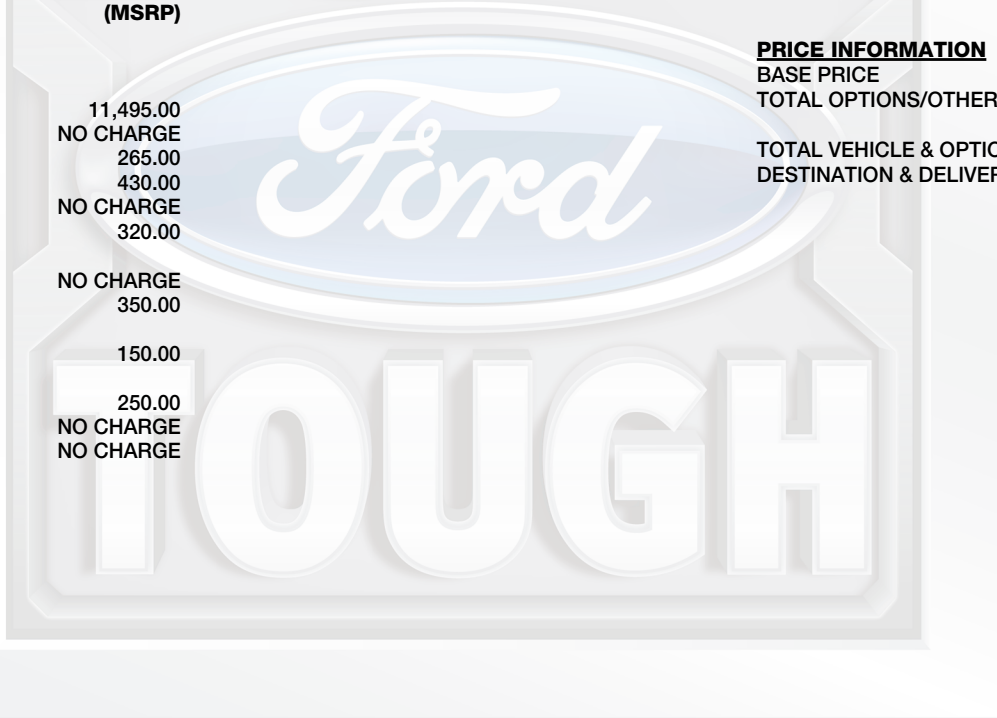 (MSRP)
11,495.00
NO CHARGE
265.00
430.00
NO CHARGE
320.00
NO CHARGE
350.00
150.00
250.00
NO CHARGE
NO CHARGE
PRICE INFORMATION
BASE PRICE
TOTAL OPTIONS/OTHER
TOTAL VEHICLE & OPTIO
DESTINATION & DELIVER
Ford
TOUGH